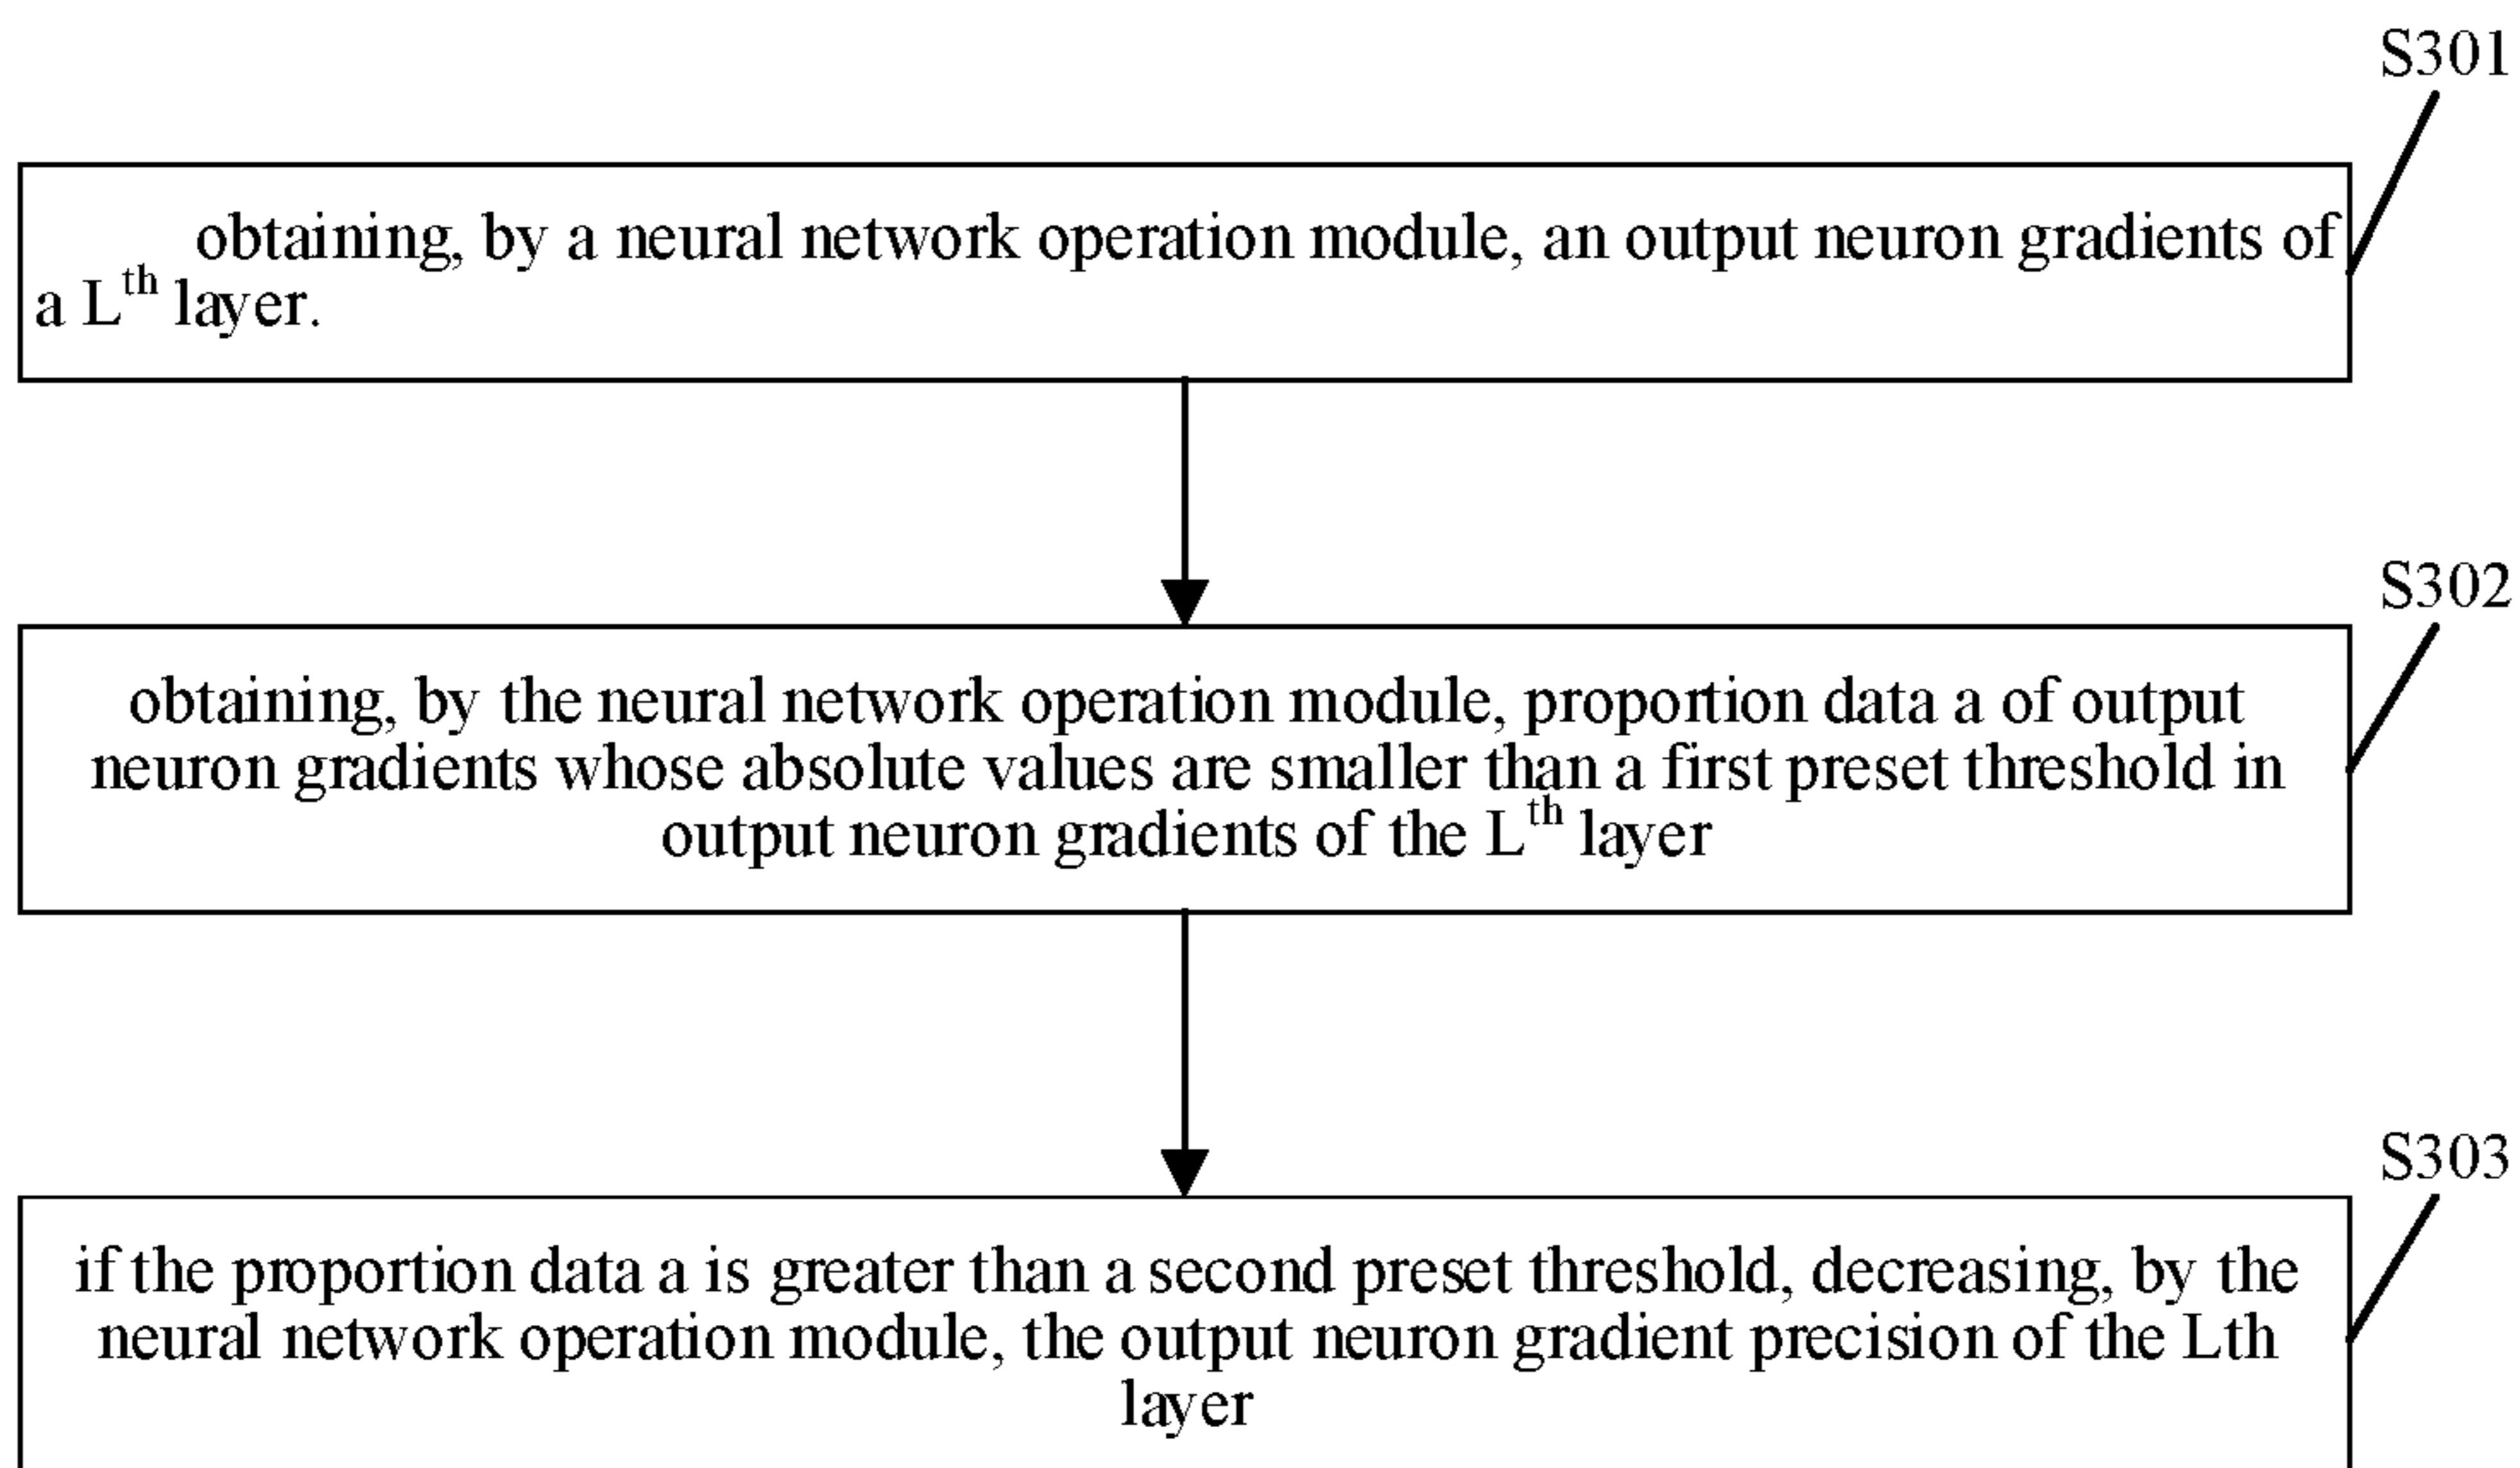 S301
obtaining, by a neural network operation module, an output neuron gradients of
a Lth layer.
S302
obtaining, by the neural network operation module, proportion data a of output
neuron gradients whose absolute values are smaller than a first preset threshold in
output neuron gradients of the Lth layer
S303
if the proportion data a is greater than a second preset threshold, decreasing, by the
neural network operation module, the output neuron gradient precision of the Lth
layer